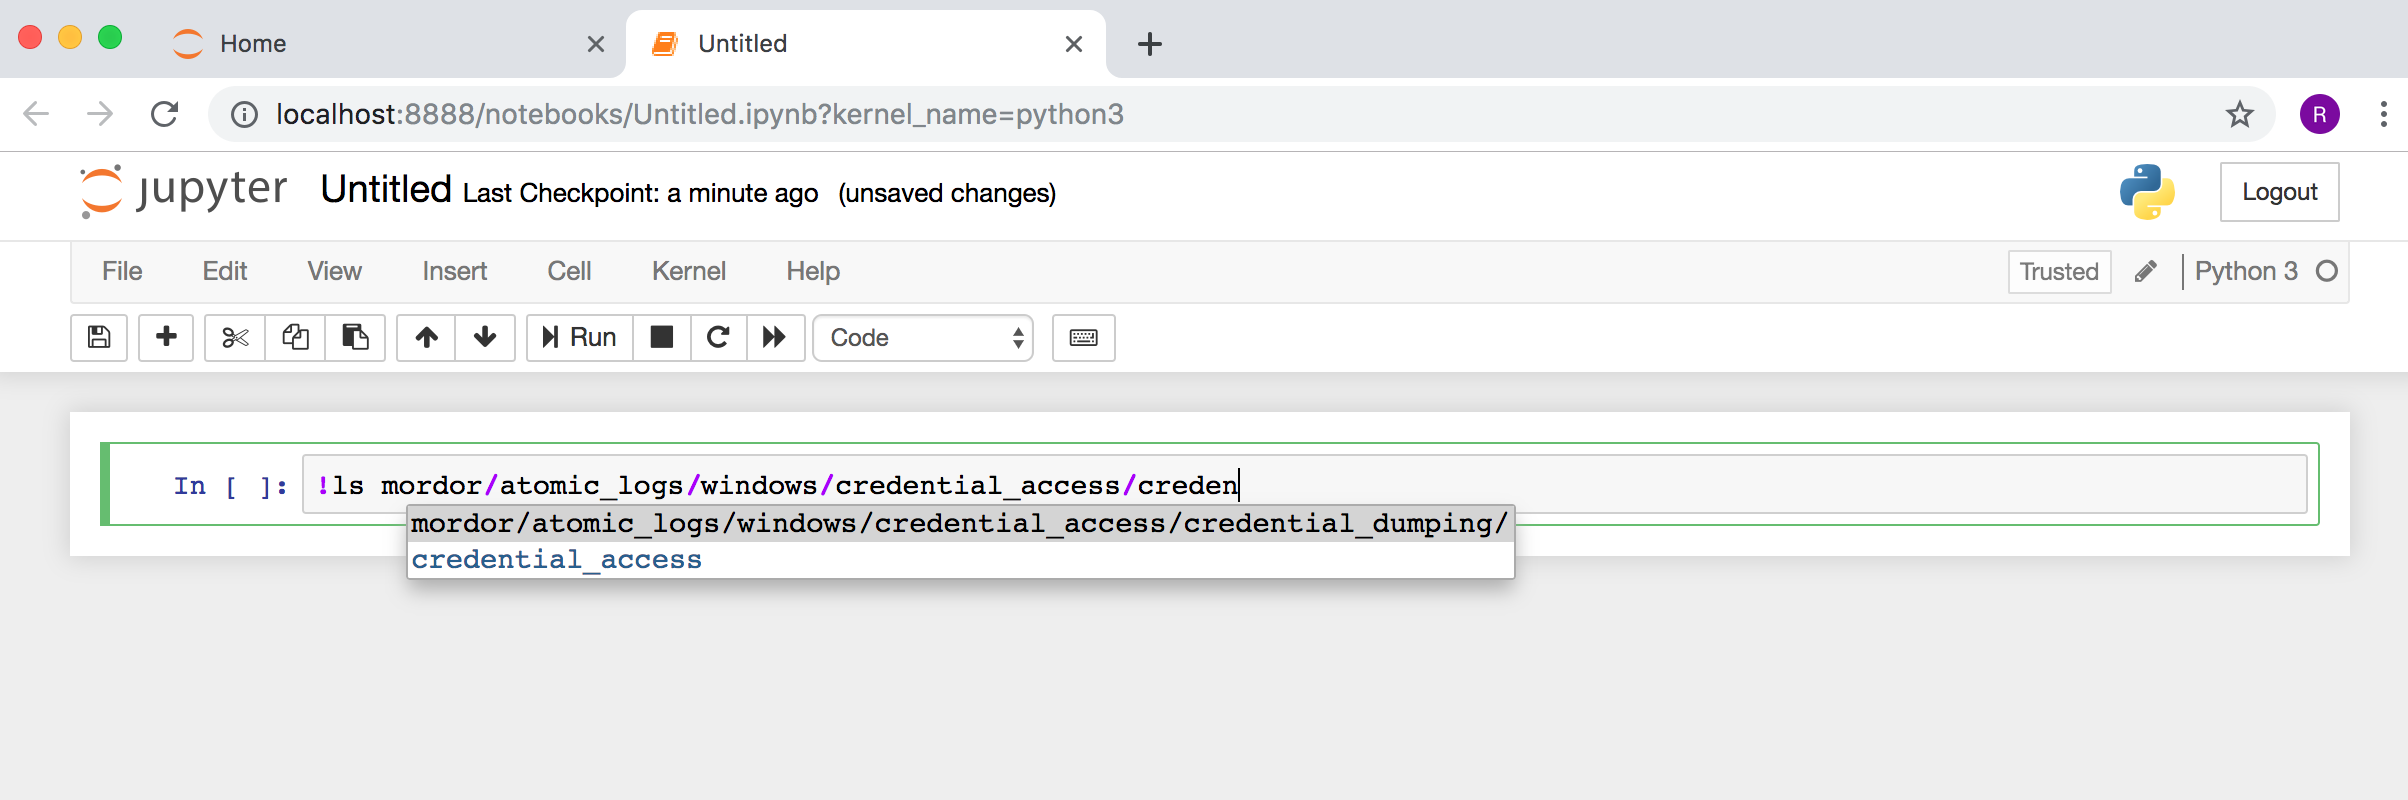 Home
Untitled
localhost:8888/notebooks/Untitled.ipynb?kernel_name=python3
R
jupyter Untitled Last Checkpoint: a minute ago (unsaved changes)
Logout
File Edit View Insert Cell Kernel Help
Trusted Python 3
Run
Code
In [ ]: !ls mordor/atomic_logs/windows/credential_access/creden
mordor/atomic_logs/windows/credential_access/credential_dumping/
credential_access